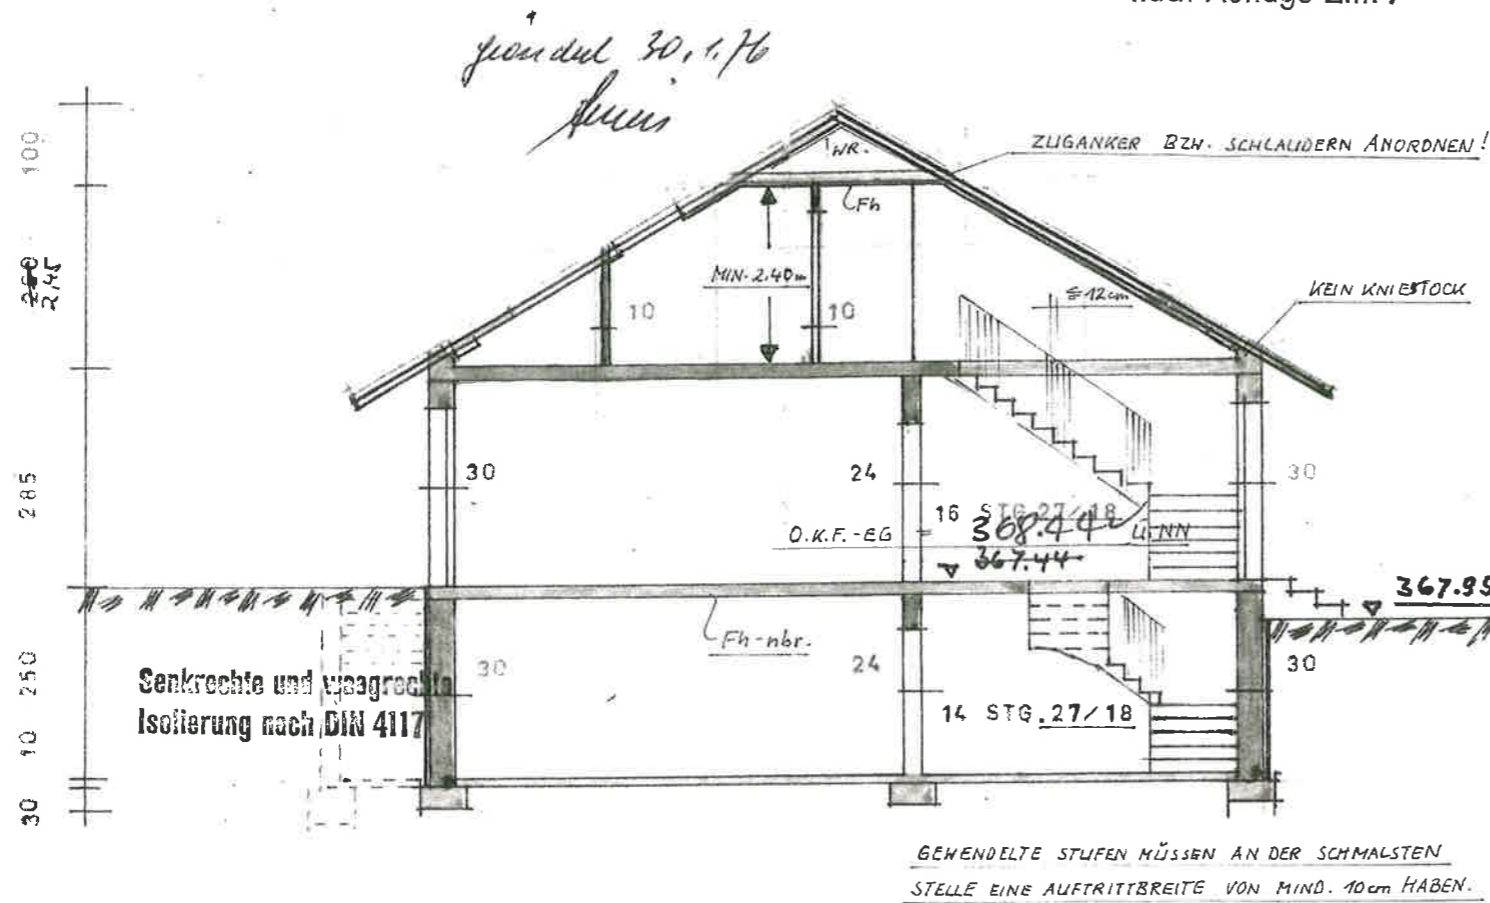 geändert 30.1.76
100
WR.
ZUGANKER BZW. SCHLAUDERN ANORDNEN!
Fh
260
2,45
MIN. 2.40m
10
10
≦12cm
KEIN KNIESTOCK
285
30
24
30
16 STG.27/18
O.K.F.-EG
368.44 ü.NN
367.44
367.95
250
Fh-nbr.
30
24
30
Senkrechte und waagrechte
Isolierung nach DIN 4117
14 STG.27/18
10
30
GEWENDELTE STUFEN MÜSSEN AN DER SCHMALSTEN
STELLE EINE AUFTRITTBREITE VON MIND. 10cm HABEN.